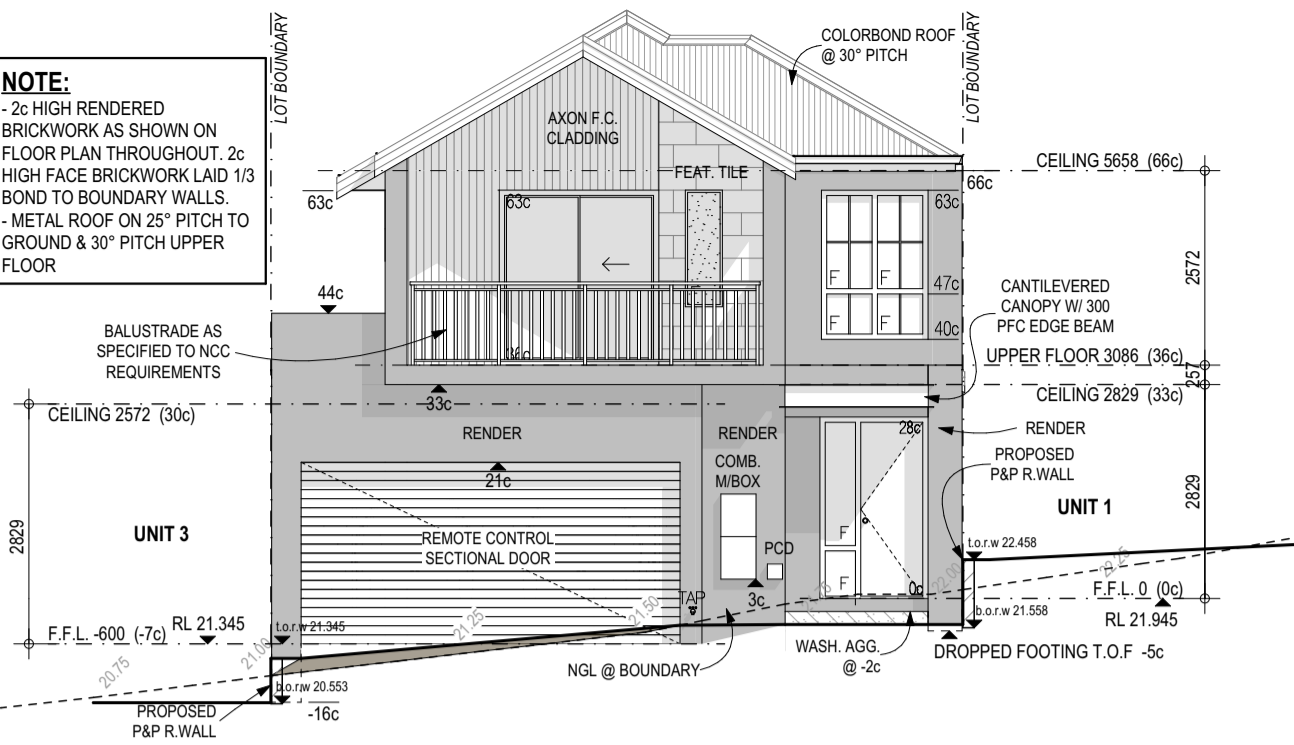 NOTE:
- 2c HIGH RENDERED
BRICKWORK AS SHOWN ON
FLOOR PLAN THROUGHOUT. 2c
HIGH FACE BRICKWORK LAID 1/3
BOND TO BOUNDARY WALLS.
- METAL ROOF ON 25° PITCH TO
GROUND & 30° PITCH UPPER
FLOOR
LOT BOUNDARY
COLORBOND ROOF
@ 30° PITCH
LOT BOUNDARY
AXON F.C.
CLADDING
FEAT. TILE
CEILING 5658 (66c)
66c
63c
63c
63c
2572
F
F
47c
F
F
40c
CANTILEVERED
CANOPY W/ 300
PFC EDGE BEAM
44c
BALUSTRADE AS
SPECIFIED TO NCC
REQUIREMENTS
36c
UPPER FLOOR 3086 (36c)
257
33c
CEILING 2829 (33c)
CEILING 2572 (30c)
RENDER
RENDER
28c
RENDER
COMB.
M/BOX
PROPOSED
P&P R.WALL
21c
2829
2829
UNIT 3
UNIT 1
REMOTE CONTROL
SECTIONAL DOOR
F
PCD
t.o.r.w 22.458
F
0c
22.00
22.25
F.F.L. 0 (0c)
RL 21.945
TAP
3c
21.75
b.o.r.w 21.558
F.F.L. -600 (-7c)
RL 21.345
t.o.r.w 21.345
21.50
21.25
21.00
20.75
NGL @ BOUNDARY
WASH. AGG.
@ -2c
DROPPED FOOTING T.O.F -5c
b.o.r.w 20.553
-16c
PROPOSED
P&P R.WALL